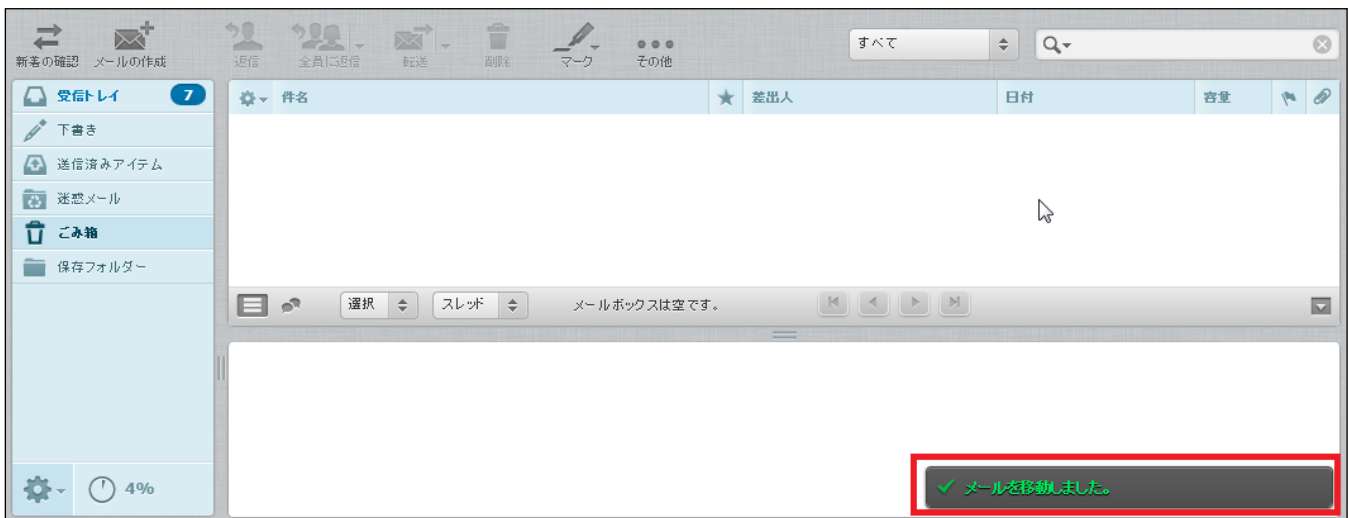 新着の確認 メールの作成 返信 全員に返信 転送 削除 マーク その他 すべて
受信トレイ 7
下書き
送信済みアイテム
迷惑メール
ごみ箱
保存フォルダー
件名 差出人 日付 容量
選択 スレッド メールボックスは空です。
4%
メールを移動しました。